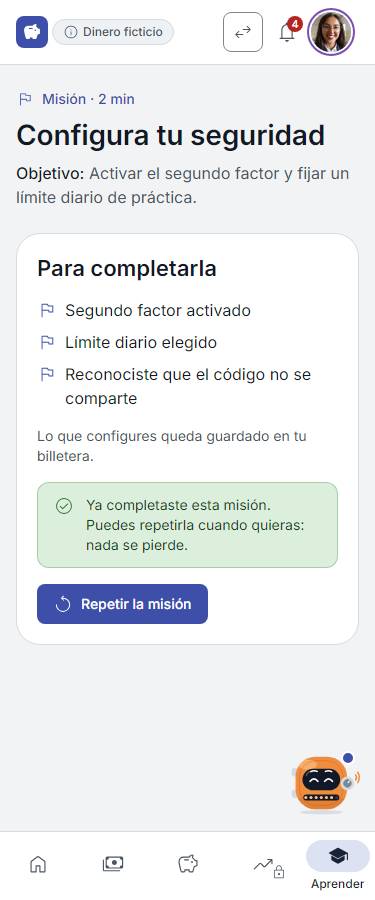 Dinero ficticio
4
Misión · 2 min
Configura tu seguridad
Objetivo: Activar el segundo factor y fijar un
límite diario de práctica.
Para completarla
Segundo factor activado
Límite diario elegido
Reconociste que el código no se
comparte
Lo que configures queda guardado en tu
billetera.
Ya completaste esta misión.
Puedes repetirla cuando quieras:
nada se pierde.
Repetir la misión
Aprender